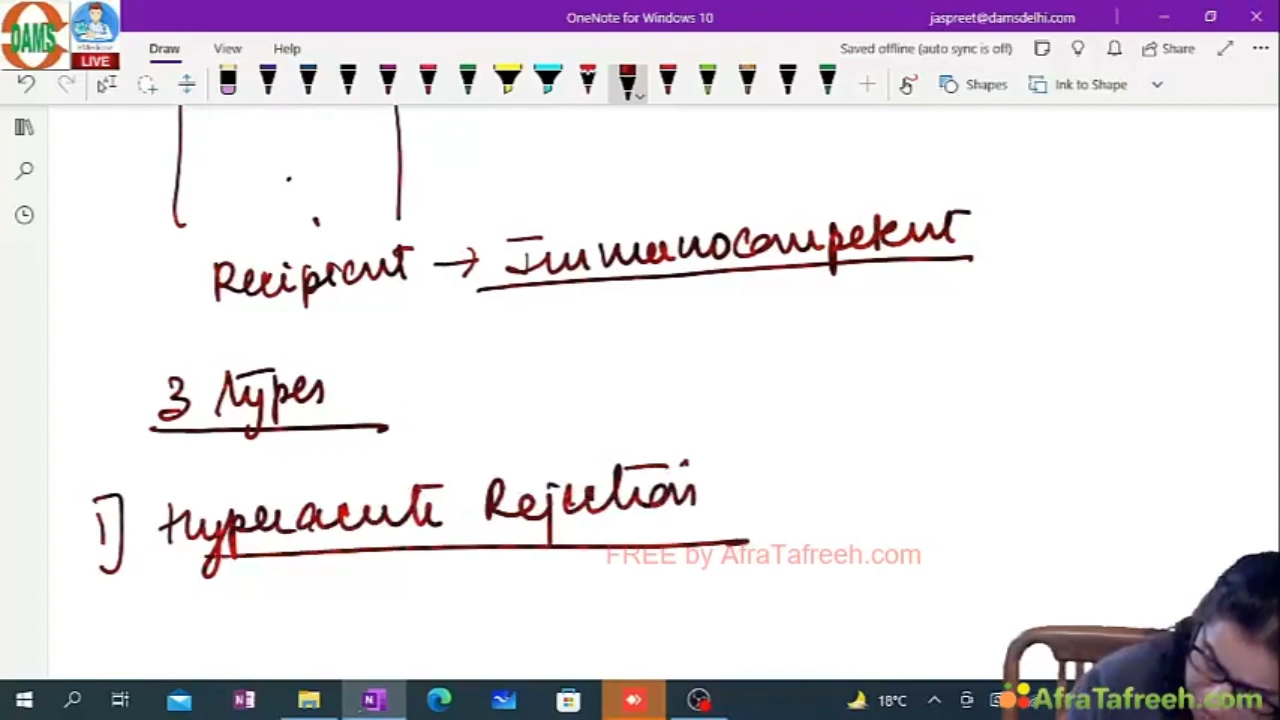 DAMS
eMedicoz
LIVE
OneNote for Windows 10
jaspreet@damsdelhi.com
Draw
View
Help
Saved offline (auto sync is off)
Share
Shapes
Ink to Shape
Recipient → Immunocompetent
3 types
1] Hyperacute Rejection
FREE by AfraTafreeh.com
18°C
AfraTafreeh.com